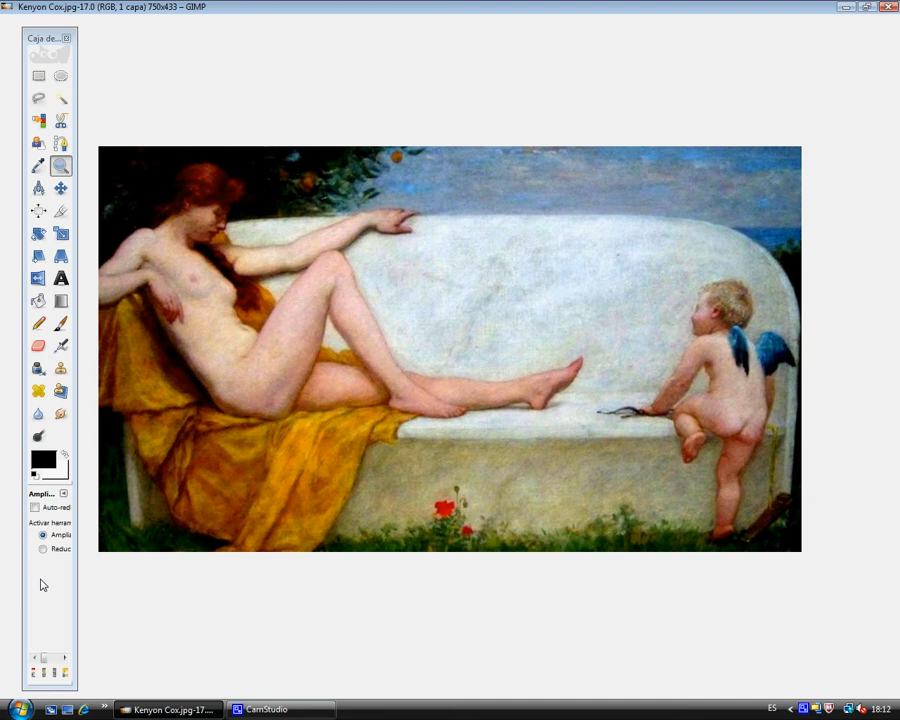 Kenyon Cox.jpg-17.0 (RGB, 1 capa) 750x433 – GIMP
Caja de...
A
Ampli...
Auto-red
Activar herram
Amplia
Reduc
Kenyon Cox.jpg-17....
CamStudio
ES
18:12